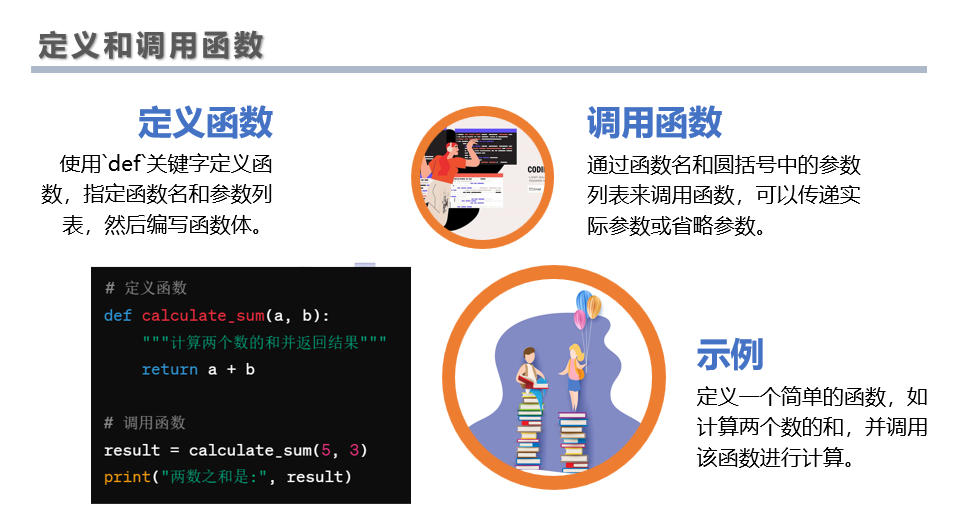 定义和调用函数
定义函数
使用`def`关键字定义函
数，指定函数名和参数列
表，然后编写函数体。
调用函数
通过函数名和圆括号中的参数
列表来调用函数，可以传递实
际参数或省略参数。
# 定义函数
def calculate_sum(a, b):
    """计算两个数的和并返回结果"""
    return a + b
# 调用函数
result = calculate_sum(5, 3)
print("两数之和是:", result)
示例
定义一个简单的函数，如
计算两个数的和，并调用
该函数进行计算。